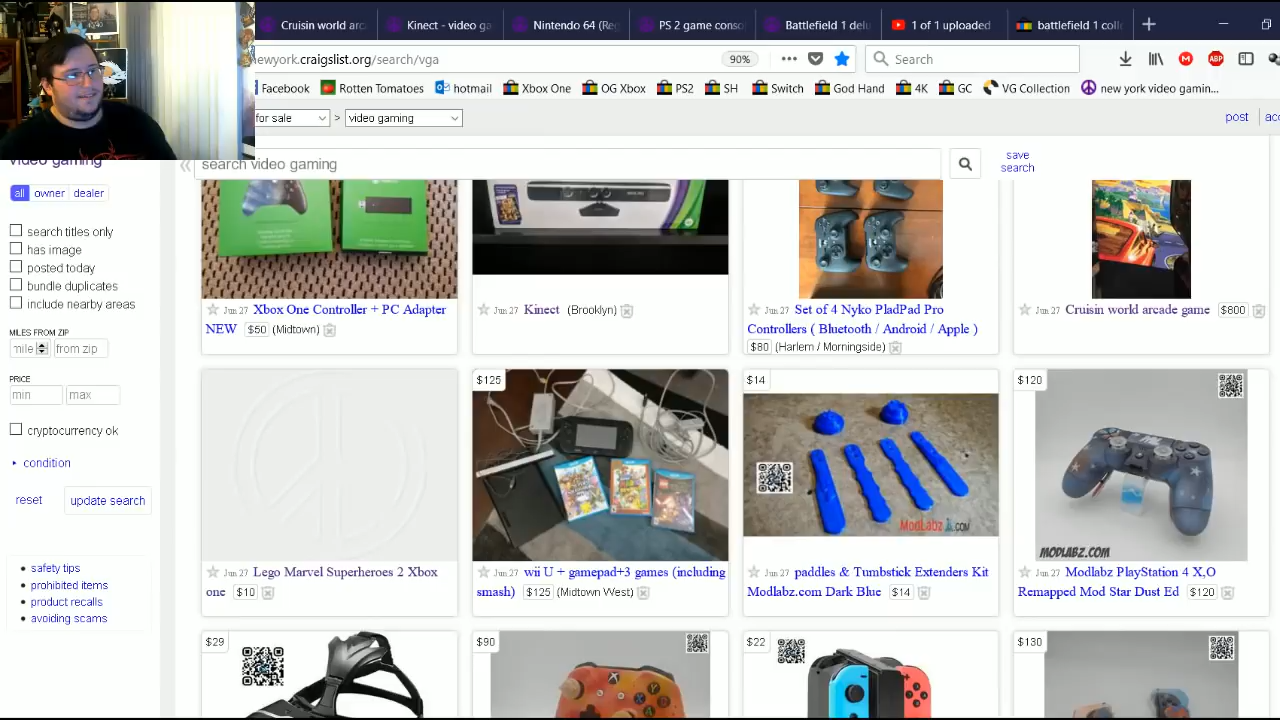 Cruisin world arc
Kinect - video ga
Nintendo 64 (Re
PS 2 game conso
Battlefield 1 delu
1 of 1 uploaded
battlefield 1 coll
ewyork.craigslist.org/search/vga
90%
Search
Facebook
Rotten Tomatoes
hotmail
Xbox One
OG Xbox
PS2
SH
Switch
God Hand
4K
GC
VG Collection
new york video gamin...
for sale > video gaming
post
acc
video gaming
« search video gaming
save
search
all owner dealer
search titles only
has image
posted today
bundle duplicates
include nearby areas
MILES FROM ZIP
mile from zip
PRICE
min max
cryptocurrency ok
condition
reset update search
safety tips
prohibited items
product recalls
avoiding scams
Jun 27 Xbox One Controller + PC Adapter
NEW $50 (Midtown)
Jun 27 Kinect (Brooklyn)
Jun 27 Set of 4 Nyko PladPad Pro
Controllers ( Bluetooth / Android / Apple )
$80 (Harlem / Morningside)
Jun 27 Cruisin world arcade game $600
Jun 27 Lego Marvel Superheroes 2 Xbox
one $10
$125
Jun 27 wii U + gamepad+3 games (including
smash) $125 (Midtown West)
$14
ModLabz.com
Jun 27 paddles & Tumbstick Extenders Kit
Modlabz.com Dark Blue $14
$120
MODLABZ.COM
Jun 27 Modlabz PlayStation 4 X,O
Remapped Mod Star Dust Ed $120
$29
$90
$22
$130